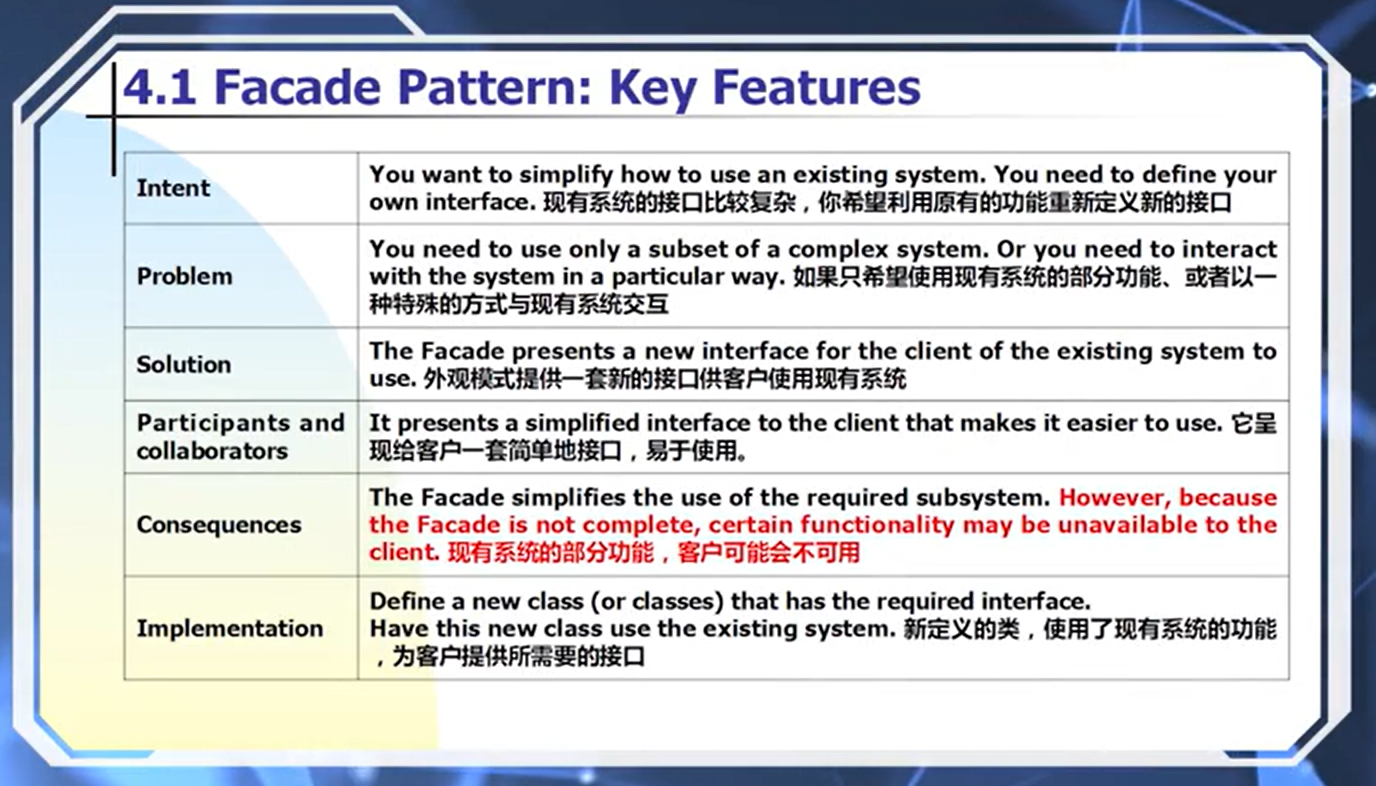 4.1 Facade Pattern: Key Features
Intent
You want to simplify how to use an existing system. You need to define your
own interface. 现有系统的接口比较复杂，你希望利用原有的功能重新定义新的接口
Problem
You need to use only a subset of a complex system. Or you need to interact
with the system in a particular way. 如果只希望使用现有系统的部分功能、或者以一
种特殊的方式与现有系统交互
Solution
The Facade presents a new interface for the client of the existing system to
use. 外观模式提供一套新的接口供客户使用现有系统
Participants and
collaborators
It presents a simplified interface to the client that makes it easier to use. 它呈
现给客户一套简单地接口，易于使用。
Consequences
The Facade simplifies the use of the required subsystem. However, because
the Facade is not complete, certain functionality may be unavailable to the
client. 现有系统的部分功能，客户可能会不可用
Implementation
Define a new class (or classes) that has the required interface.
Have this new class use the existing system. 新定义的类，使用了现有系统的功能
，为客户提供所需要的接口